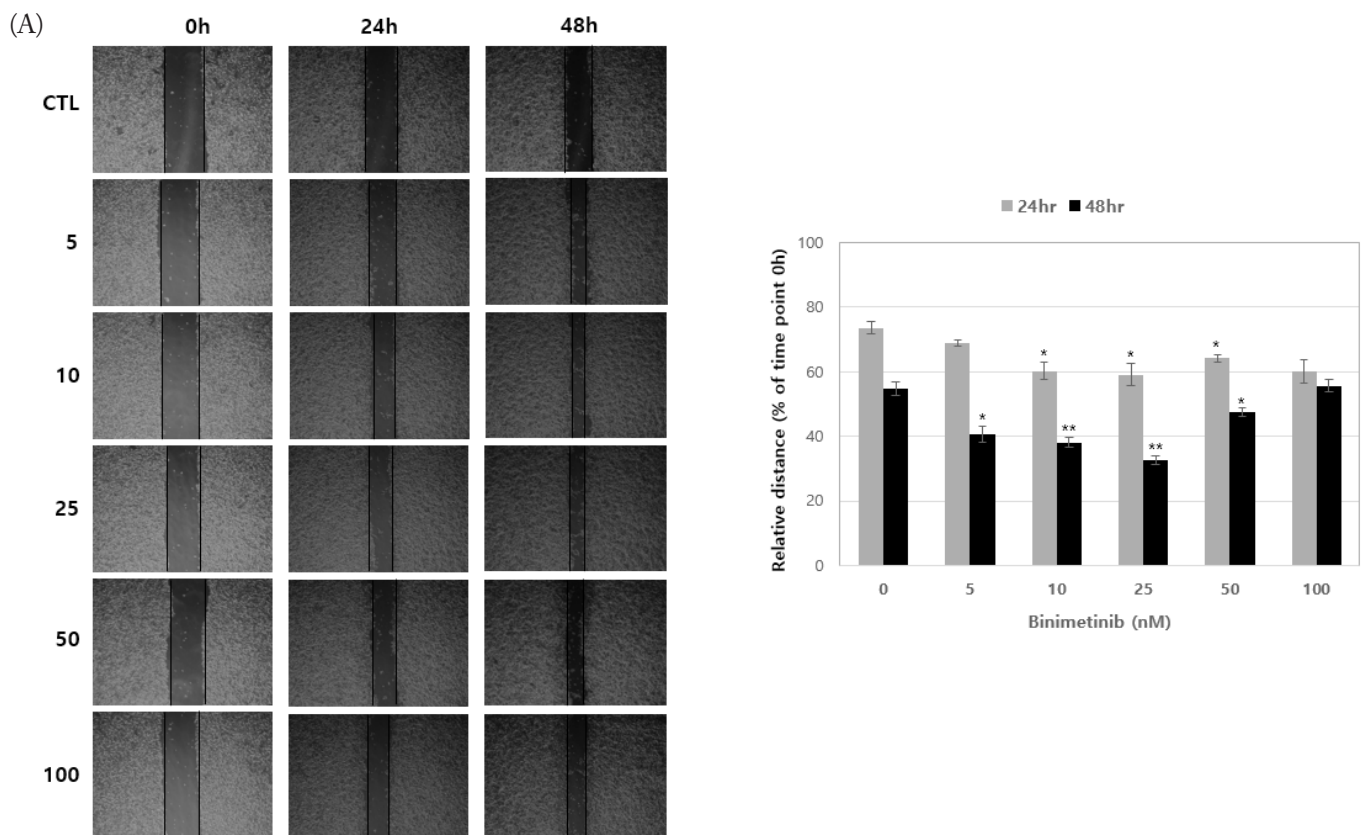 (A)
0h 24h 48h
CTL
5
10
25
50
100
24hr 48hr
Relative distance (% of time point 0h)
100
80
60
40
20
0
* * *
* ** ** *
0 5 10 25 50 100
Binimetinib (nM)